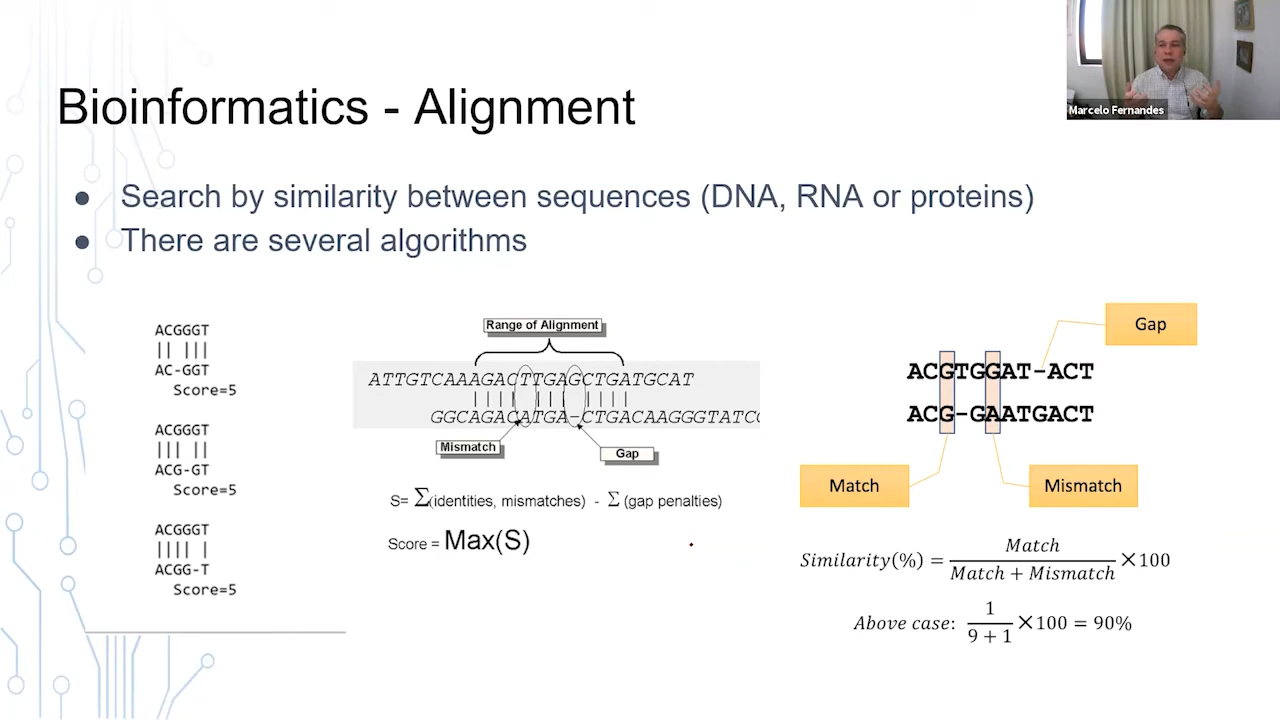 Marcelo Fernandes
Bioinformatics - Alignment
● Search by similarity between sequences (DNA, RNA or proteins)
● There are several algorithms
ACGGGT
|| |||
AC-GGT
Score=5
ACGGGT
||| ||
ACG-GT
Score=5
ACGGGT
|||| |
ACGG-T
Score=5
Range of Alignment
ATTGTCAAAGACTTGAGCTGATGCAT
GGCAGACATGA-CTGACAAGGGTATCG
Mismatch
Gap
S= Σ(identities, mismatches) - Σ (gap penalties)
Score = Max(S)
Gap
ACGTGGAT-ACT
ACG-GAATGACT
Match
Mismatch
Similarity(%) = Match / (Match + Mismatch) ×100
Above case: 1 / (9 + 1) ×100 = 90%